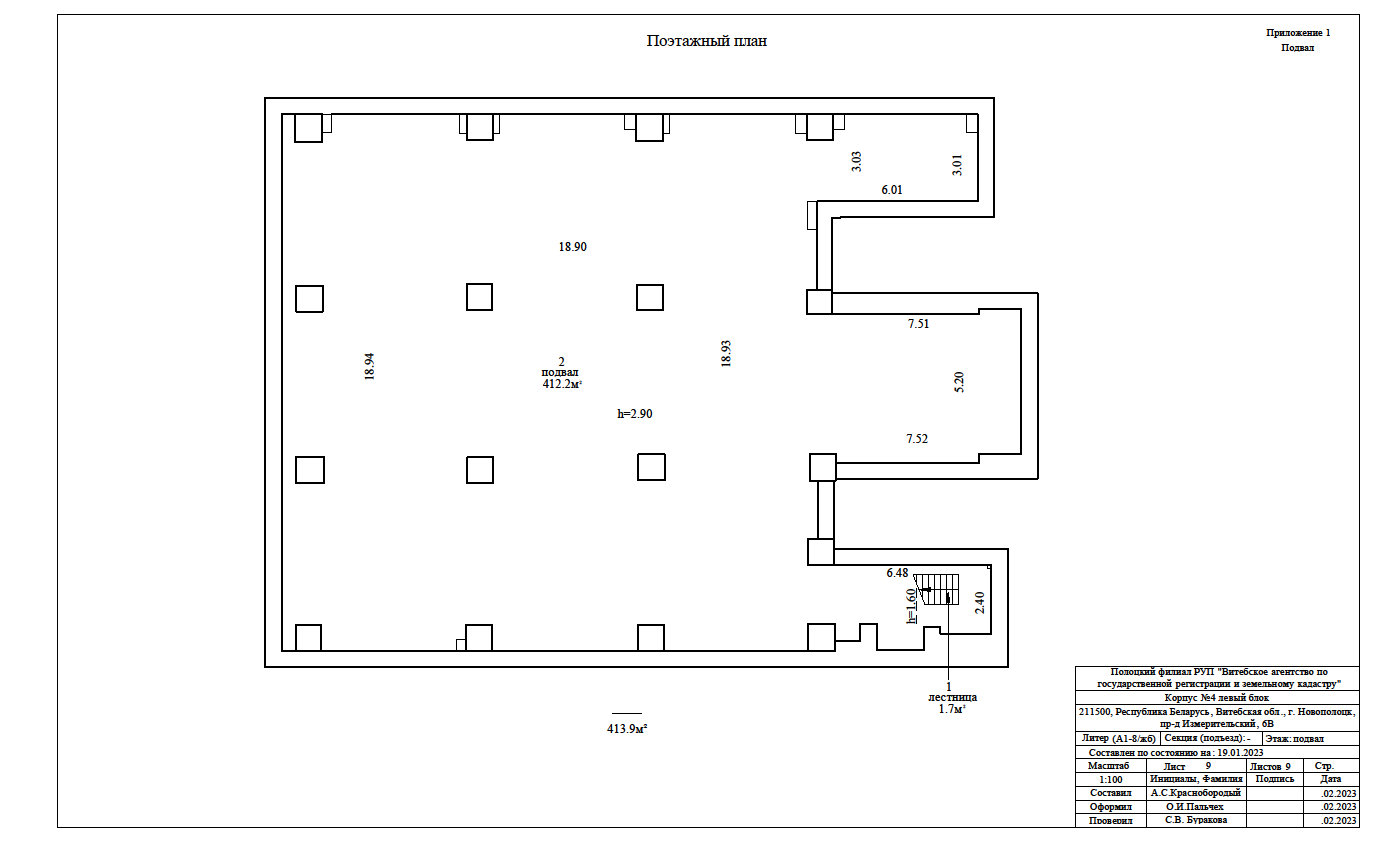 Поэтажный план
Приложение 1
Подвал
3.03
3.01
6.01
18.90
7.51
18.94
18.93
2
подвал
412.2м²
5.20
h=2.90
7.52
6.48
h=1.60
2.40
1
лестница
1.7м²
413.9м²
Полоцкий филиал РУП "Витебское агентство по
государственной регистрации и земельному кадастру"
Корпус №4 левый блок
211500, Республика Беларусь, Витебская обл., г. Новополоцк,
пр-д Измерительский, 6В
Литер (А1-8/жб) Секция (подъезд): - Этаж: подвал
Составлен по состоянию на: 19.01.2023
Масштаб Лист 9 Листов 9 Стр.
1:100 Инициалы, Фамилия Подпись Дата
Составил А.С.Краснобородый .02.2023
Оформил О.И.Пальчех .02.2023
Проверил С.В. Буракова .02.2023